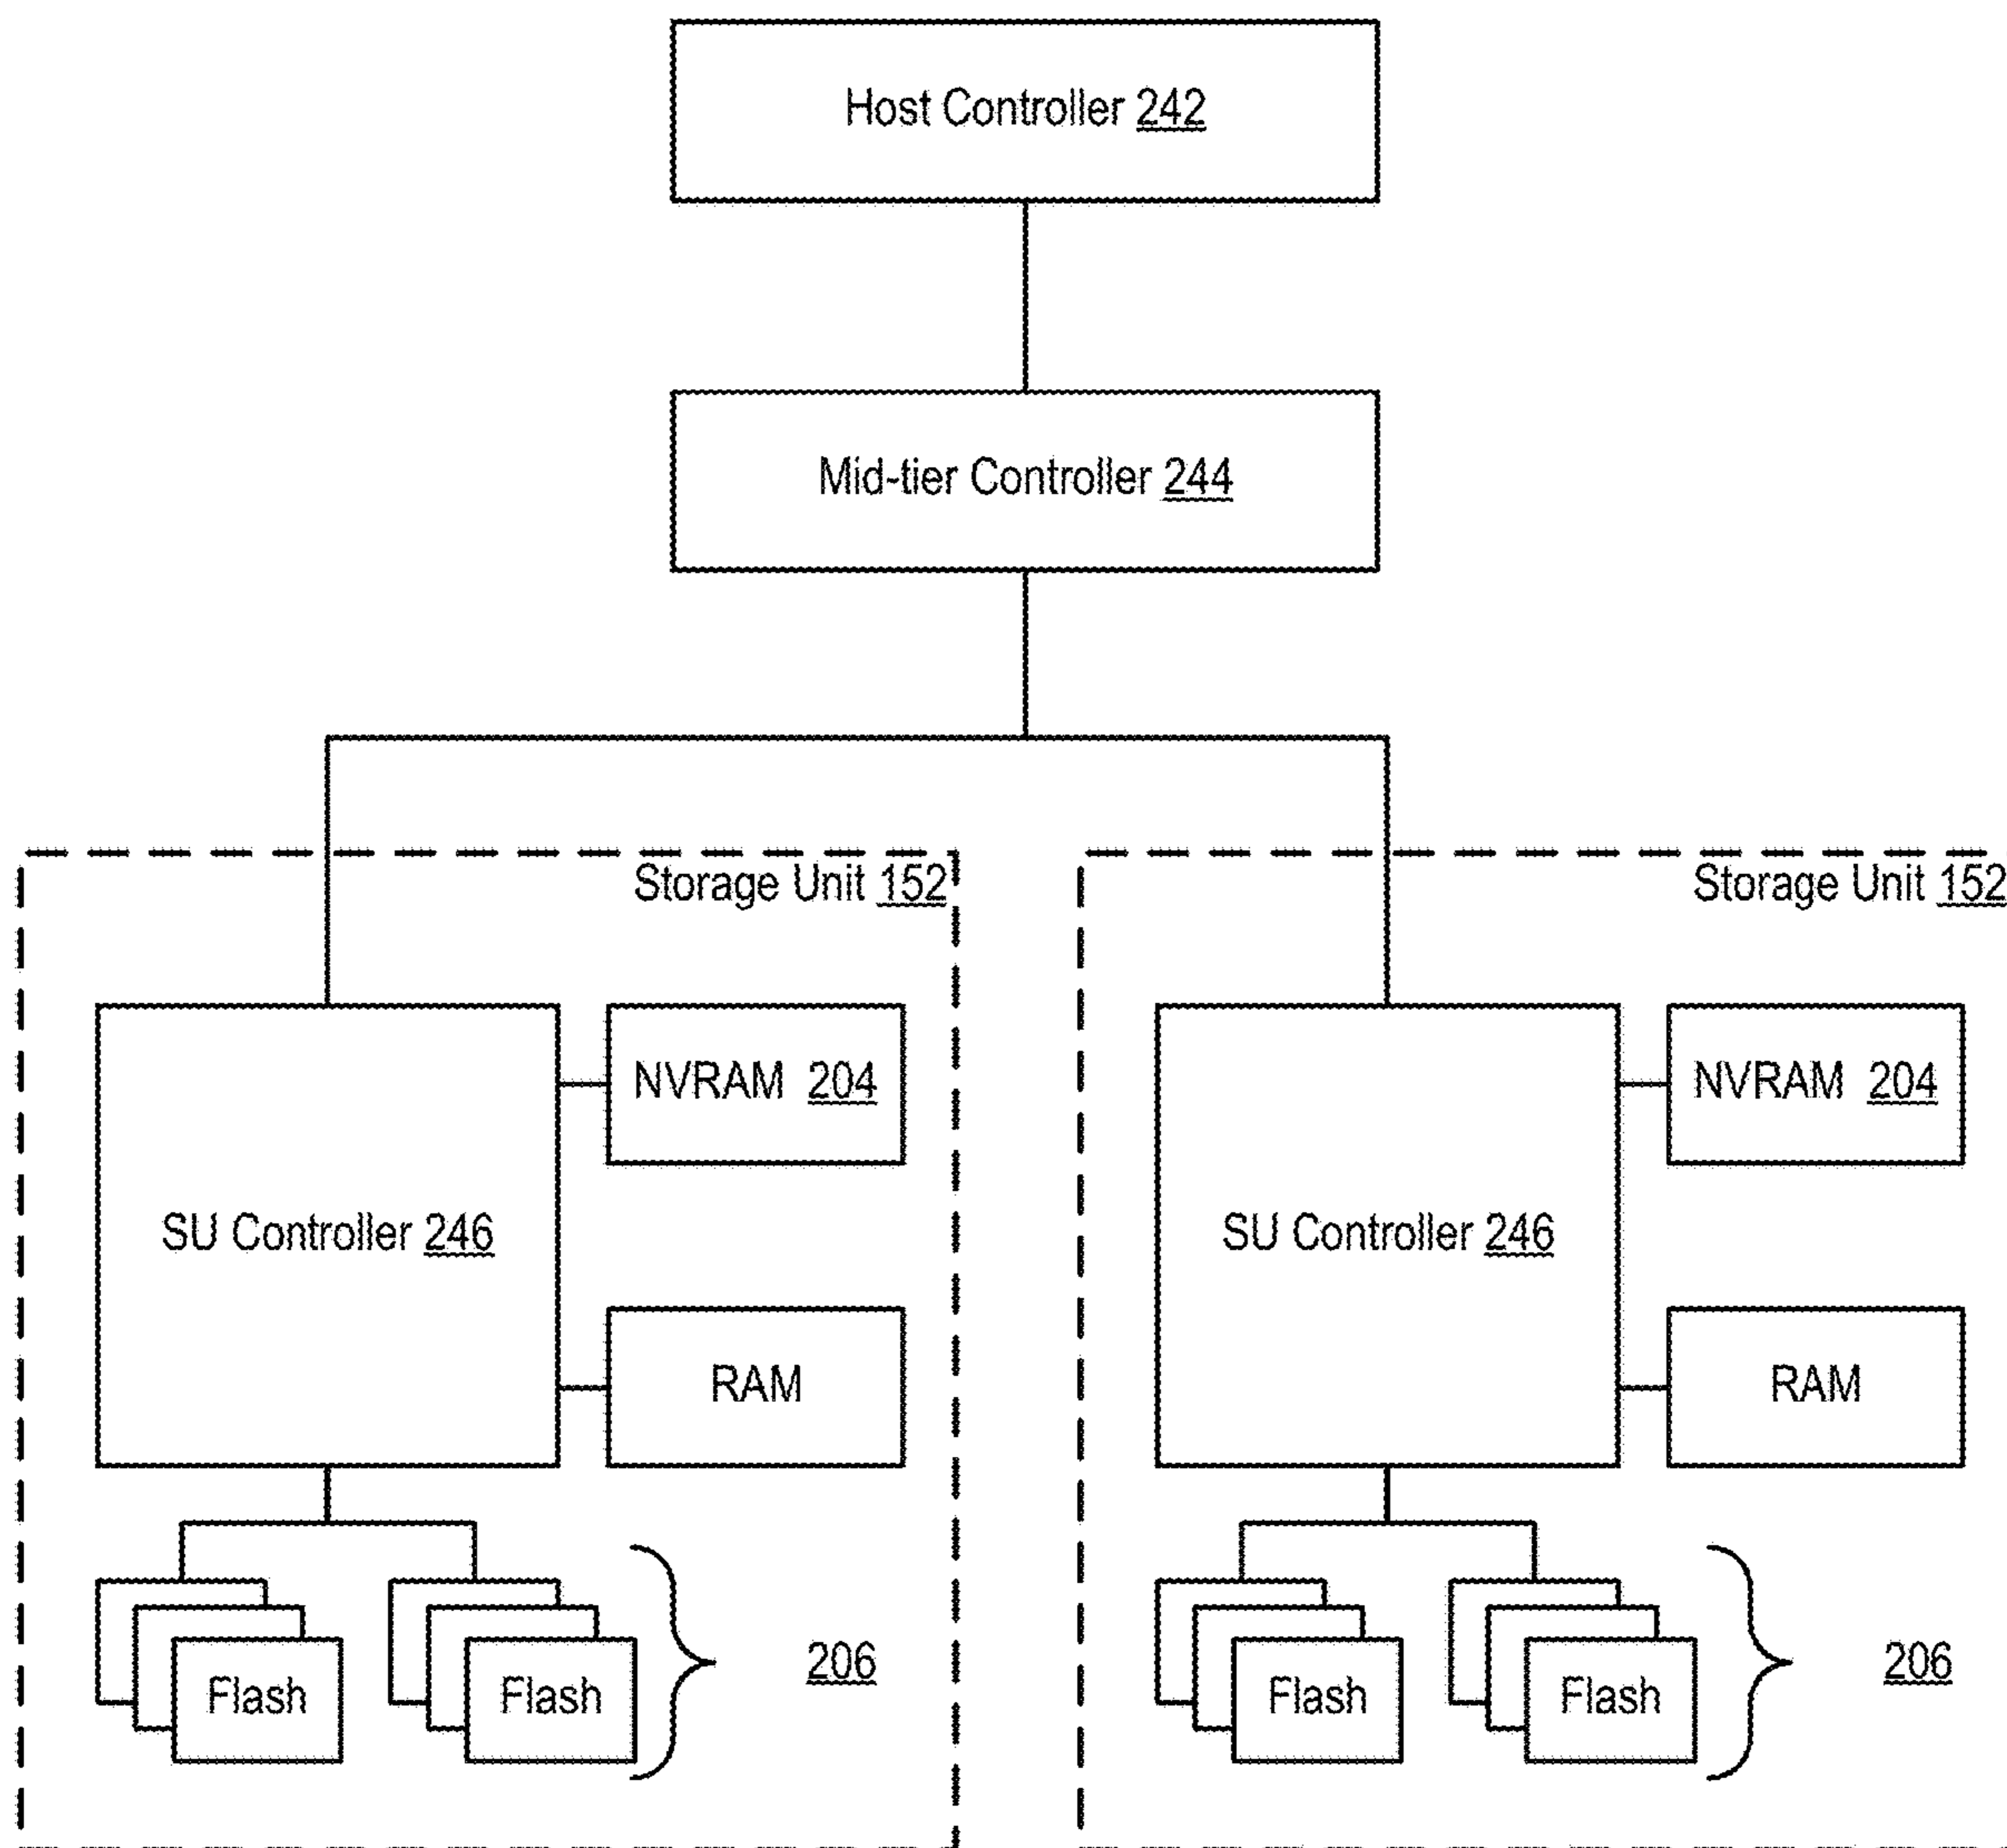 Host Controller 242
Mid-tier Controller 244
Storage Unit 152
Storage Unit 152
NVRAM 204
NVRAM 204
SU Controller 246
SU Controller 246
RAM
RAM
Flash
Flash
206
Flash
Flash
206